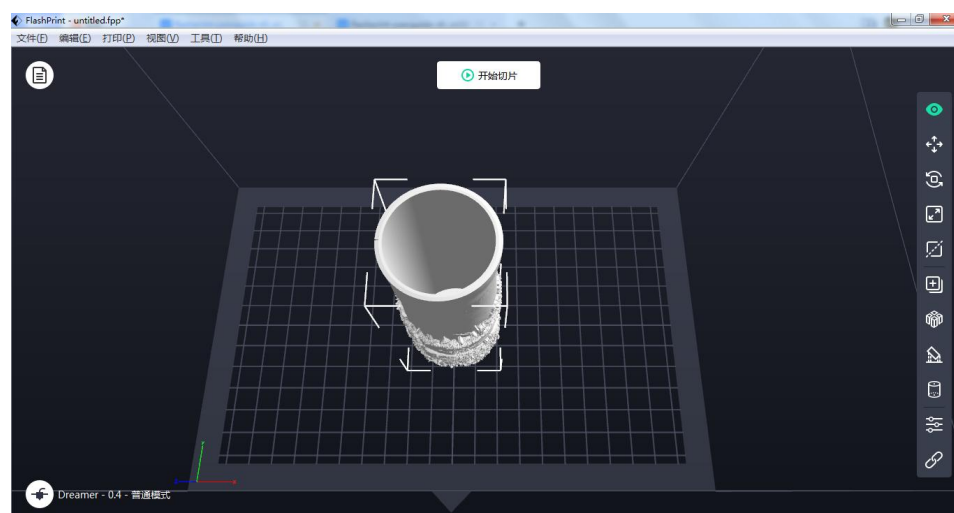 FlashPrint - untitled.fpp*
文件(F) 编辑(E) 打印(P) 视图(V) 工具(T) 帮助(H)
开始切片
Dreamer - 0.4 - 普通模式